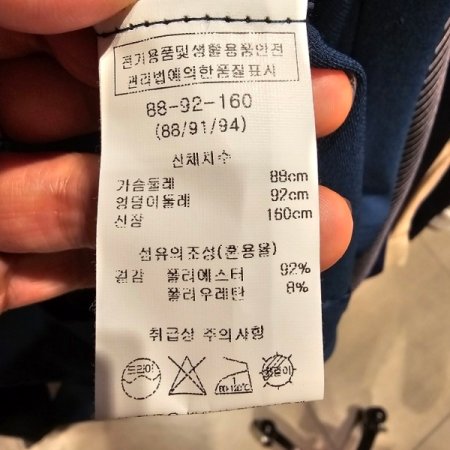 전기용품및생활용품안전
관리법에의한품질표시
88-92-160
(88/91/94)
신체치수
가슴둘레 88cm
엉덩이둘레 92cm
신장 160cm
섬유의조성(혼용율)
겉감 폴리에스터 92%
폴리우레탄 8%
취급상 주의사항
드라이